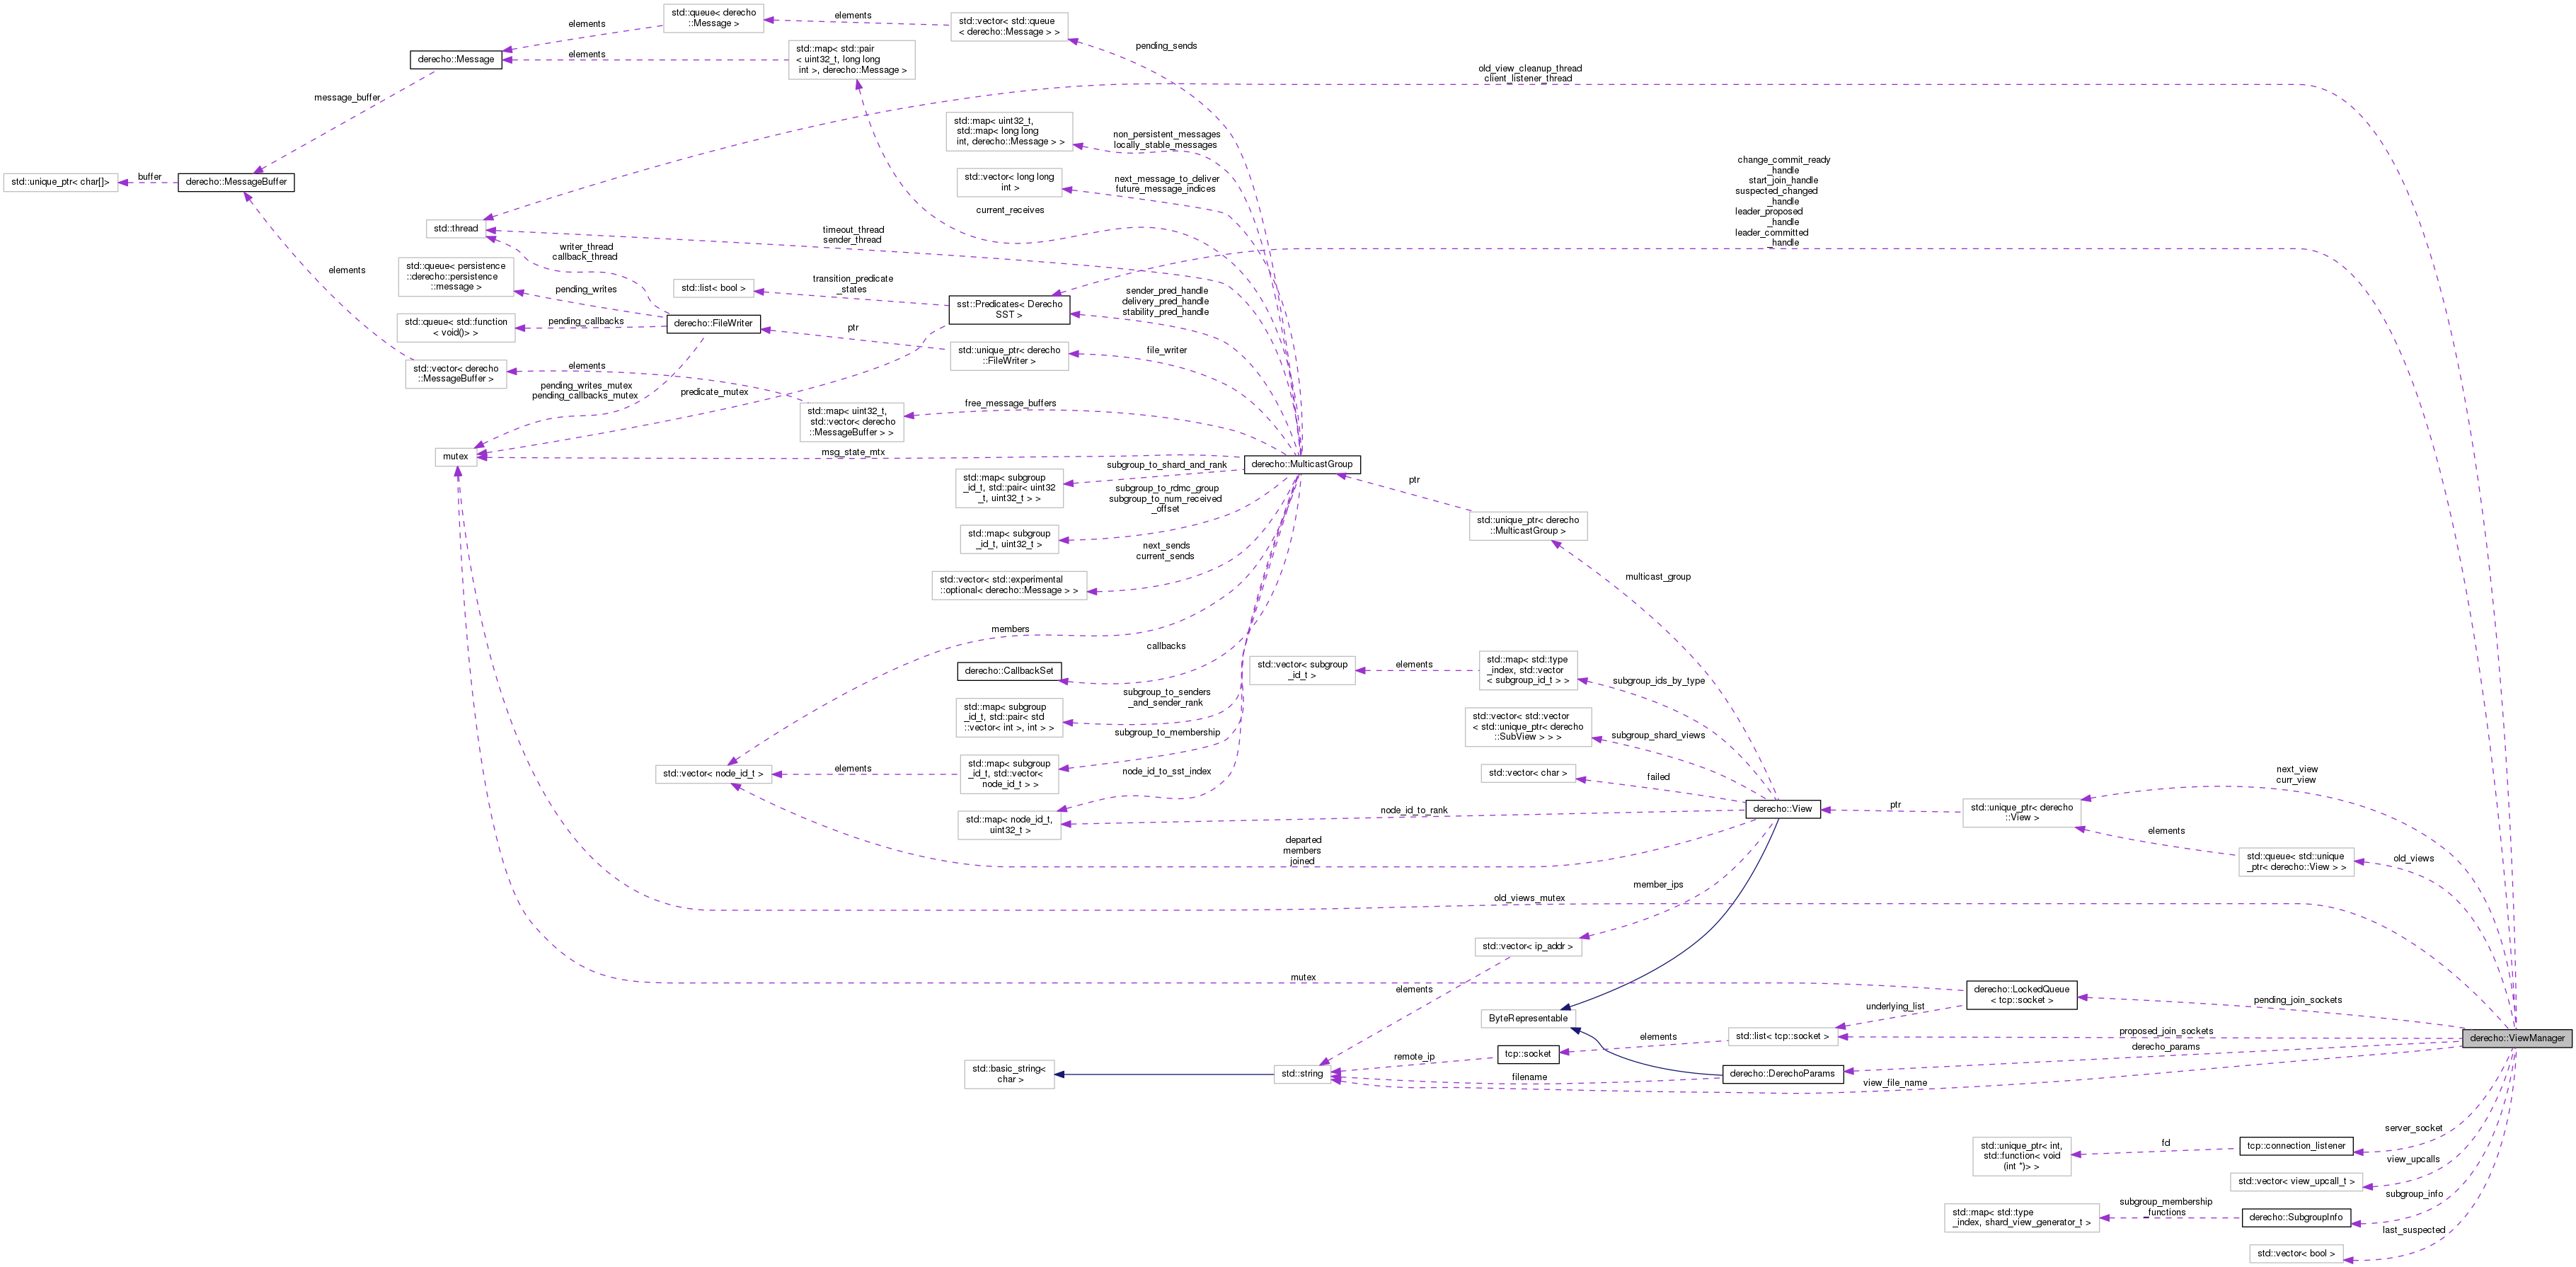 std::queue< derecho
::Message >
elements
std::vector< std::queue
< derecho::Message > >
elements
pending_sends
derecho::Message
elements
std::map< std::pair
< uint32_t, long long
int >, derecho::Message >
old_view_cleanup_thread
client_listener_thread
message_buffer
std::map< uint32_t,
std::map< long long
int, derecho::Message > >
non_persistent_messages
locally_stable_messages
std::unique_ptr< char[]>
buffer
derecho::MessageBuffer
std::vector< long long
int >
next_message_to_deliver
future_message_indices
change_commit_ready
_handle
start_join_handle
suspected_changed
_handle
leader_proposed
_handle
leader_committed
_handle
current_receives
std::thread
timeout_thread
sender_thread
writer_thread
callback_thread
elements
std::queue< persistence
::derecho::persistence
::message >
pending_writes
std::list< bool >
transition_predicate
_states
sst::Predicates< Derecho
SST >
sender_pred_handle
delivery_pred_handle
stability_pred_handle
std::queue< std::function
< void()> >
pending_callbacks
derecho::FileWriter
ptr
std::unique_ptr< derecho
::FileWriter >
file_writer
std::vector< derecho
::MessageBuffer >
elements
pending_writes_mutex
pending_callbacks_mutex
predicate_mutex
std::map< uint32_t,
std::vector< derecho
::MessageBuffer > >
free_message_buffers
mutex
msg_state_mtx
derecho::MulticastGroup
std::map< subgroup
_id_t, std::pair< uint32
_t, uint32_t > >
subgroup_to_shard_and_rank
ptr
subgroup_to_rdmc_group
subgroup_to_num_received
_offset
std::unique_ptr< derecho
::MulticastGroup >
std::map< subgroup
_id_t, uint32_t >
next_sends
current_sends
std::vector< std::experimental
::optional< derecho::Message > >
multicast_group
members
callbacks
derecho::CallbackSet
std::vector< subgroup
_id_t >
elements
std::map< std::type
_index, std::vector
< subgroup_id_t > >
subgroup_ids_by_type
std::map< subgroup
_id_t, std::pair< std
::vector< int >, int > >
subgroup_to_senders
_and_sender_rank
std::vector< std::vector
< std::unique_ptr< derecho
::SubView > > >
subgroup_shard_views
subgroup_to_membership
std::vector< node_id_t >
elements
std::map< subgroup
_id_t, std::vector<
node_id_t > >
node_id_to_sst_index
std::vector< char >
failed
next_view
curr_view
std::map< node_id_t,
uint32_t >
node_id_to_rank
derecho::View
ptr
std::unique_ptr< derecho
::View >
elements
departed
members
joined
std::queue< std::unique
_ptr< derecho::View > >
old_views
member_ips
old_views_mutex
std::vector< ip_addr >
mutex
elements
derecho::LockedQueue
< tcp::socket >
pending_join_sockets
underlying_list
ByteRepresentable
std::list< tcp::socket >
proposed_join_sockets
derecho::ViewManager
elements
derecho_params
remote_ip
tcp::socket
std::basic_string<
char >
std::string
filename
derecho::DerechoParams
view_file_name
server_socket
std::unique_ptr< int,
std::function< void
(int *)> >
fd
tcp::connection_listener
view_upcalls
std::vector< view_upcall_t >
subgroup_info
std::map< std::type
_index, shard_view_generator_t >
subgroup_membership
_functions
derecho::SubgroupInfo
last_suspected
std::vector< bool >